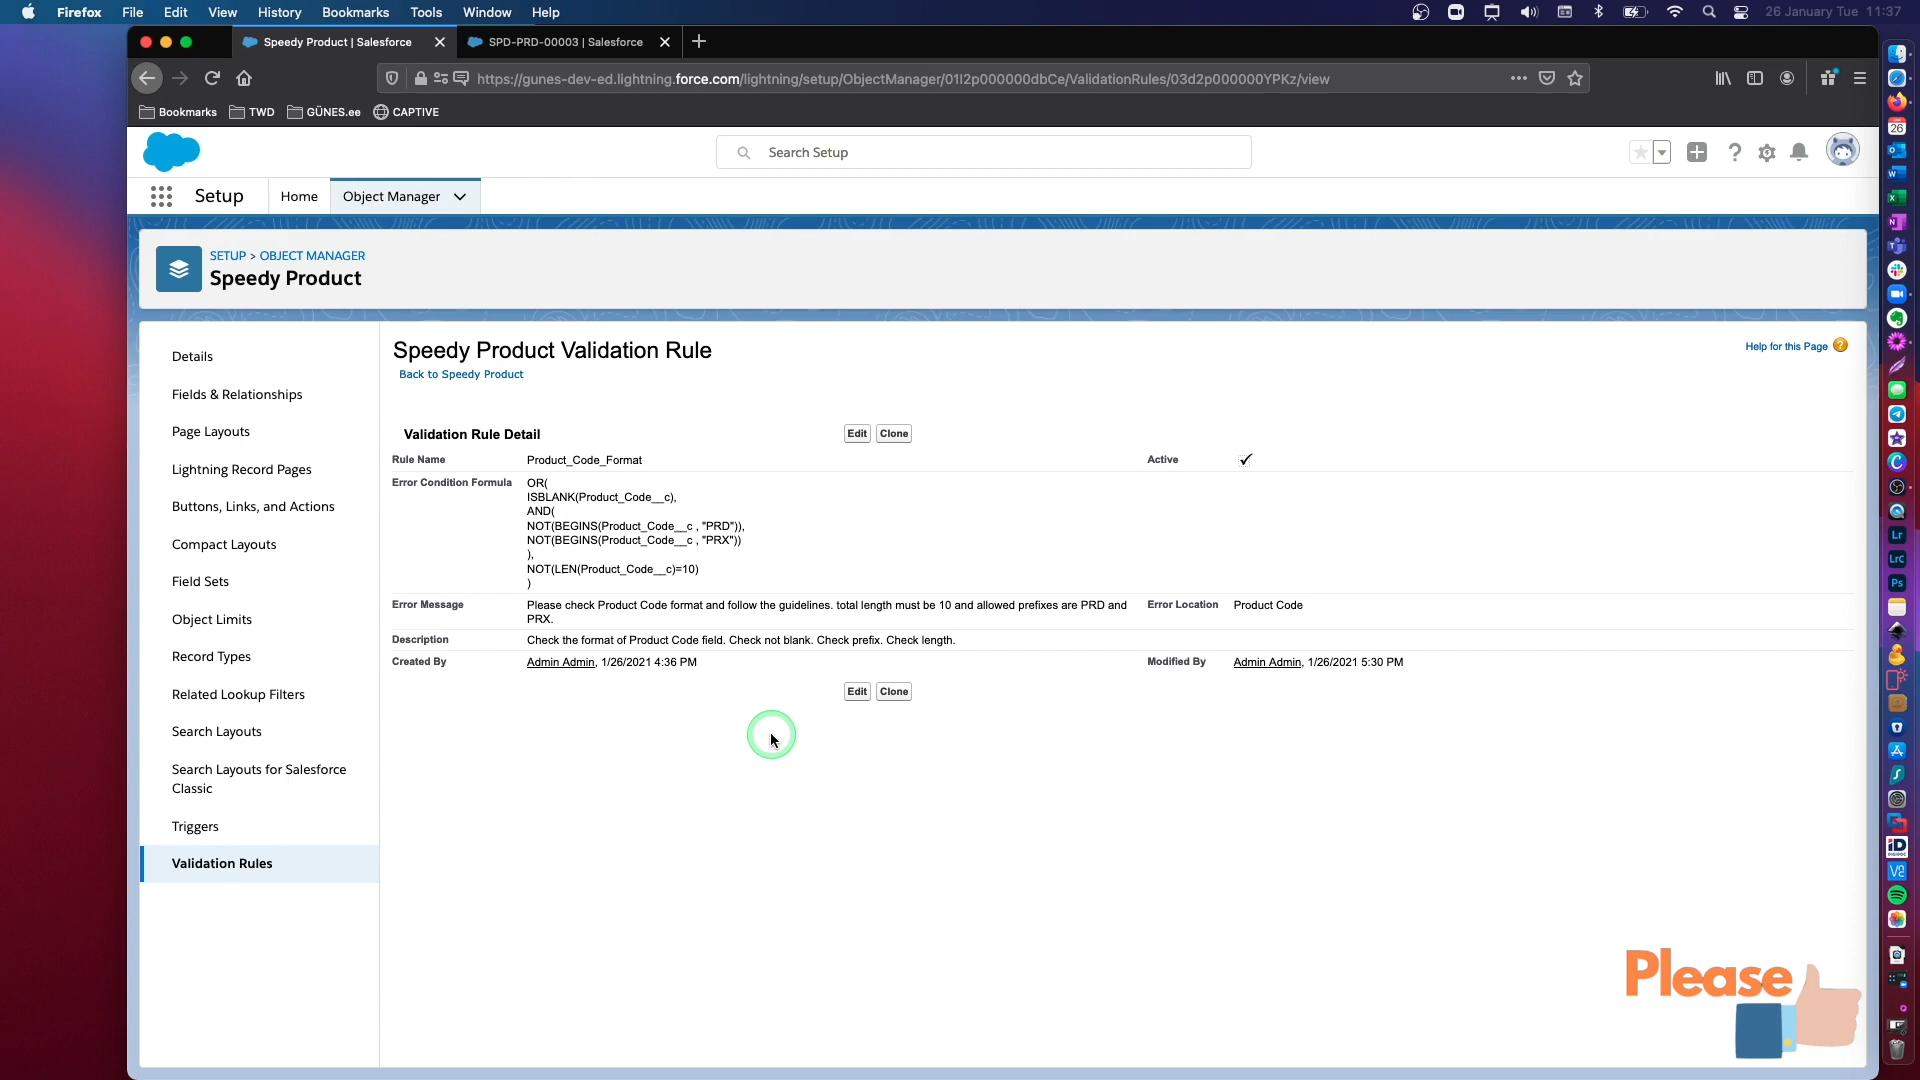 Firefox File Edit View History Bookmarks Tools Window Help
26 January Tue 11:37
Speedy Product | Salesforce
SPD-PRD-00003 | Salesforce
https://gunes-dev-ed.lightning.force.com/lightning/setup/ObjectManager/01I2p000000dbCe/ValidationRules/03d2p000000YPKz/view
Bookmarks TWD GÜNES.ee CAPTIVE
Search Setup
Setup Home Object Manager
SETUP > OBJECT MANAGER
Speedy Product
Details
Fields & Relationships
Page Layouts
Lightning Record Pages
Buttons, Links, and Actions
Compact Layouts
Field Sets
Object Limits
Record Types
Related Lookup Filters
Search Layouts
Search Layouts for Salesforce
Classic
Triggers
Validation Rules
Speedy Product Validation Rule
Help for this Page
Back to Speedy Product
Validation Rule Detail
Edit Clone
Rule Name Product_Code_Format Active
Error Condition Formula OR(
ISBLANK(Product_Code__c),
AND(
NOT(BEGINS(Product_Code__c , "PRD")),
NOT(BEGINS(Product_Code__c , "PRX"))
),
NOT(LEN(Product_Code__c)=10)
)
Error Message Please check Product Code format and follow the guidelines. total length must be 10 and allowed prefixes are PRD and
PRX.
Error Location Product Code
Description Check the format of Product Code field. Check not blank. Check prefix. Check length.
Created By Admin Admin, 1/26/2021 4:36 PM Modified By Admin Admin, 1/26/2021 5:30 PM
Edit Clone
Please
26
Lr
LrC
Ps
iD
V2